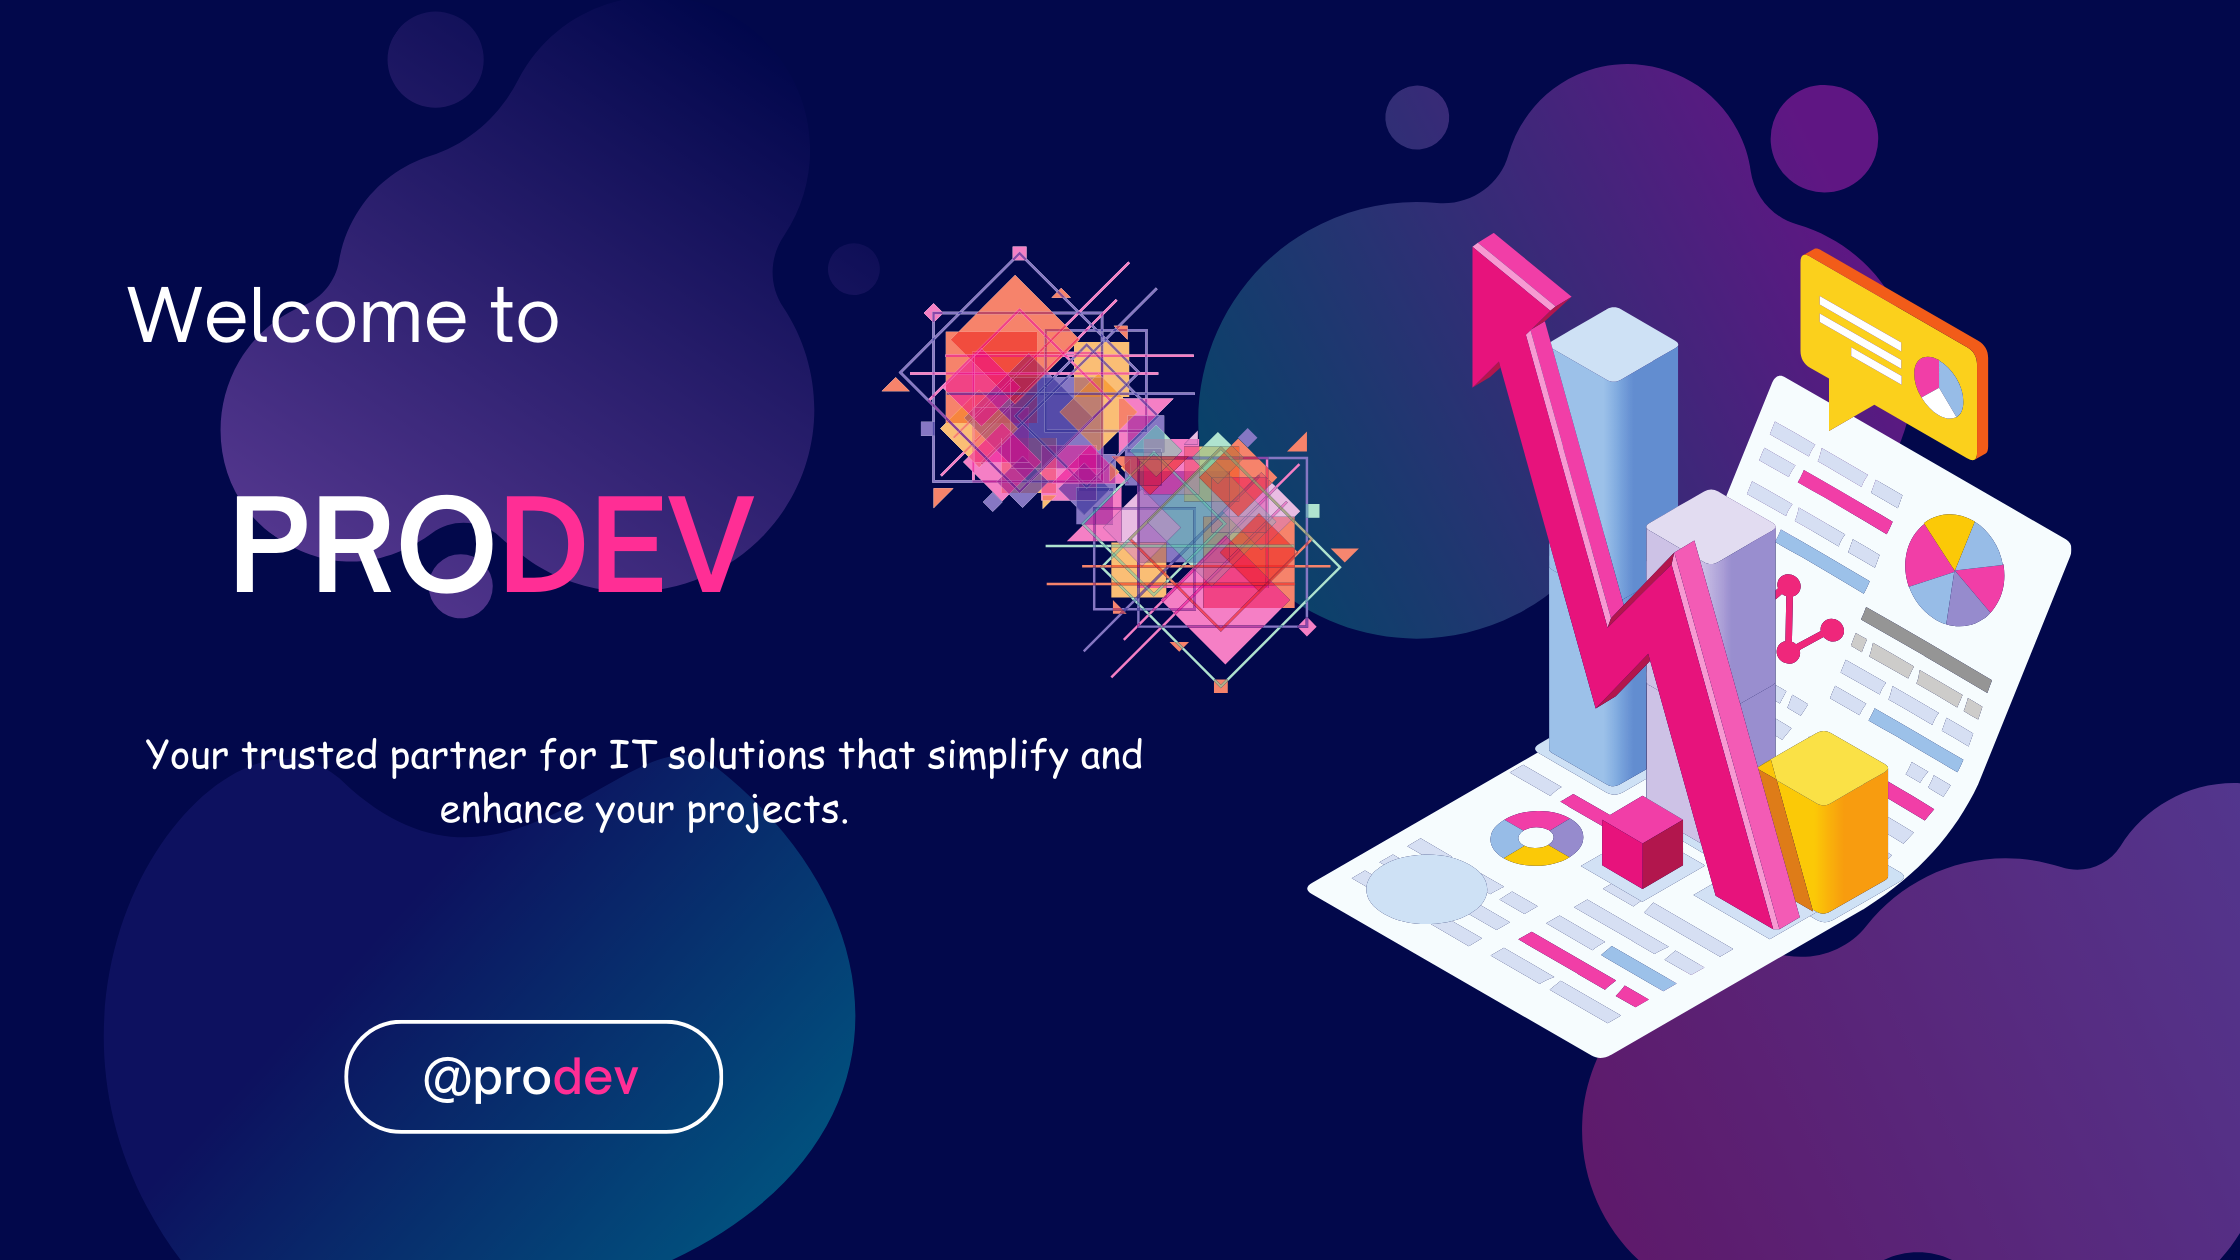 Welcome to
PRODEV
Your trusted partner for IT solutions that simplify and
enhance your projects.
@prodev